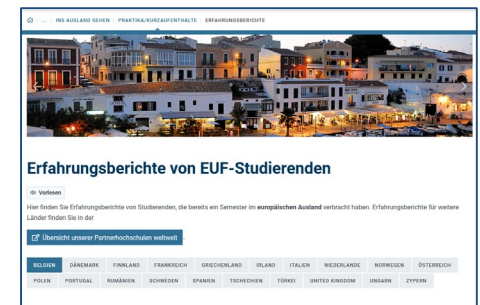 ... INS AUSLAND GEHEN PRAKTIKA/KURZAUFENTHALTE ERFAHRUNGSBERICHTE
Erfahrungsberichte von EUF-Studierenden
Vorlesen
Hier finden Sie Erfahrungsberichte von Studierenden, die bereits ein Semester im europäischen Ausland verbracht haben. Erfahrungsberichte für weitere
Länder finden Sie in der
Übersicht unserer Partnerhochschulen weltweit .
BELGIEN DÄNEMARK FINNLAND FRANKREICH GRIECHENLAND IRLAND ITALIEN NIEDERLANDE NORWEGEN ÖSTERREICH
POLEN PORTUGAL RUMÄNIEN SCHWEDEN SPANIEN TSCHECHIEN TÜRKEI UNITED KINGDOM UNGARN ZYPERN